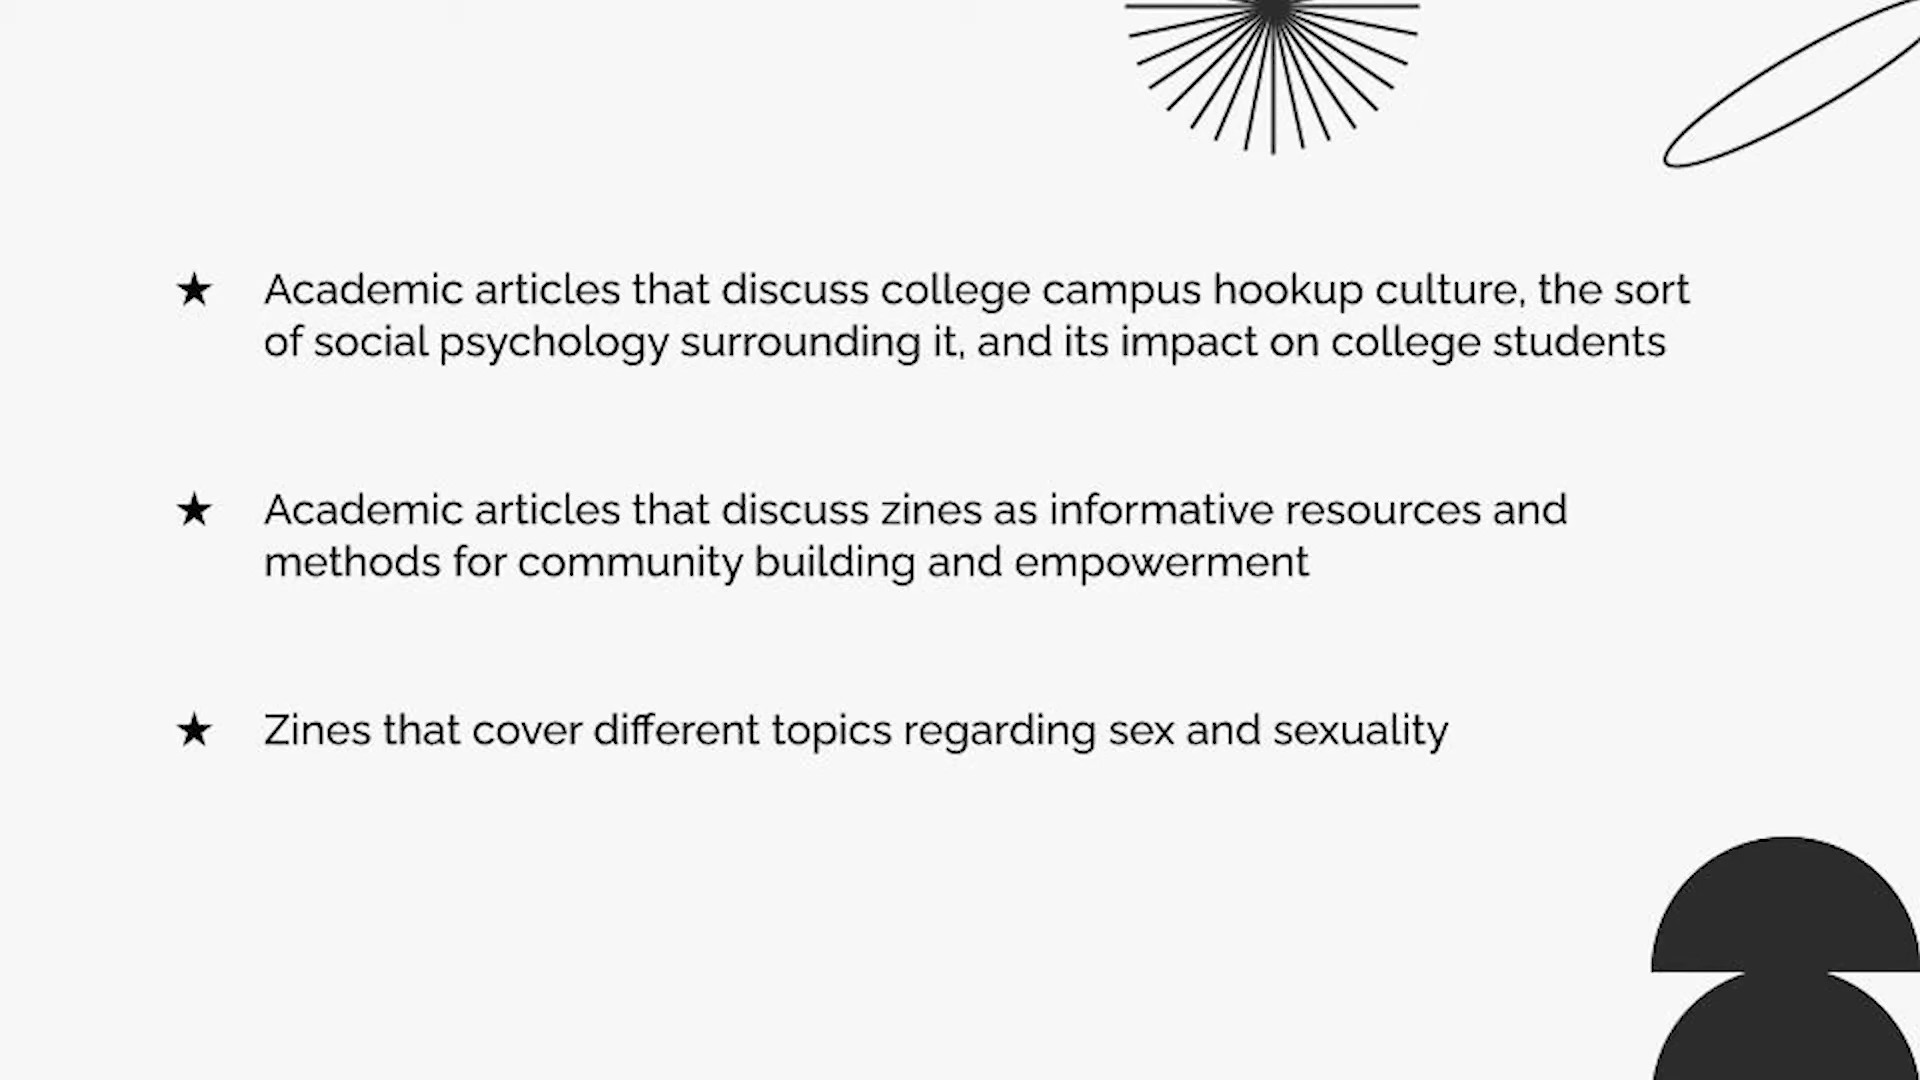 ★ Academic articles that discuss college campus hookup culture, the sort
of social psychology surrounding it, and its impact on college students
★ Academic articles that discuss zines as informative resources and
methods for community building and empowerment
★ Zines that cover different topics regarding sex and sexuality